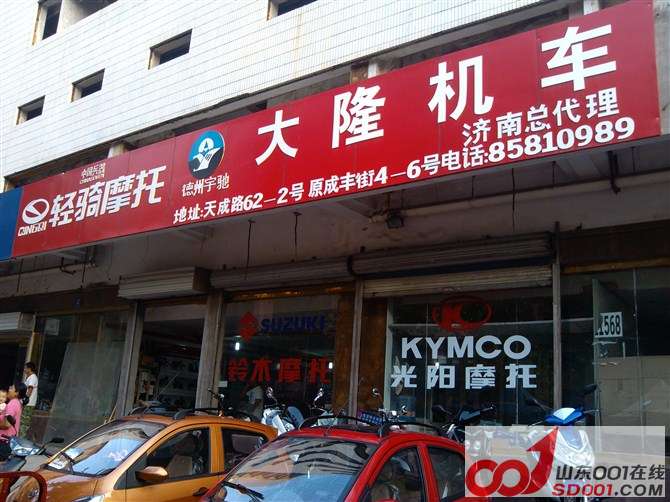 大隆机车
济南总代理
中国兵装
轻骑摩托
QINGQI
德州宇驰
地址:天成路62-2号 原成丰街4-6号电话:85810989
SUZUKI
铃木摩托
KYMCO
光阳摩托
1568
001
山东001在线
SD001.COM